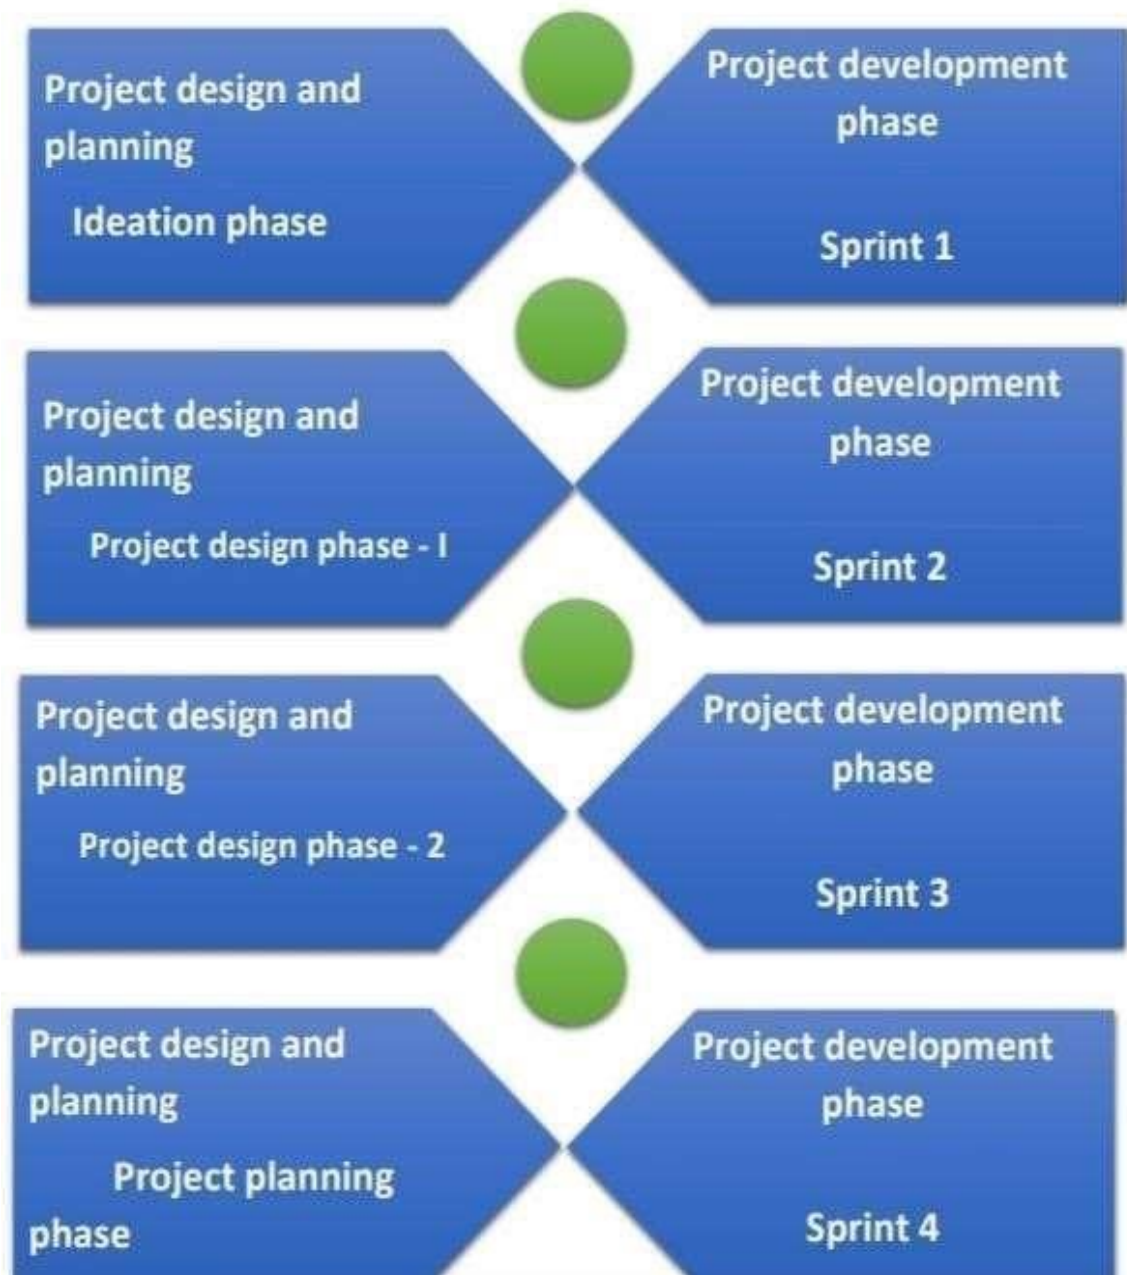 Project design and
planning
Ideation phase
Project development
phase
Sprint 1
Project design and
planning
Project design phase - I
Project development
phase
Sprint 2
Project design and
planning
Project design phase - 2
Project development
phase
Sprint 3
Project design and
planning
Project planning
phase
Project development
phase
Sprint 4